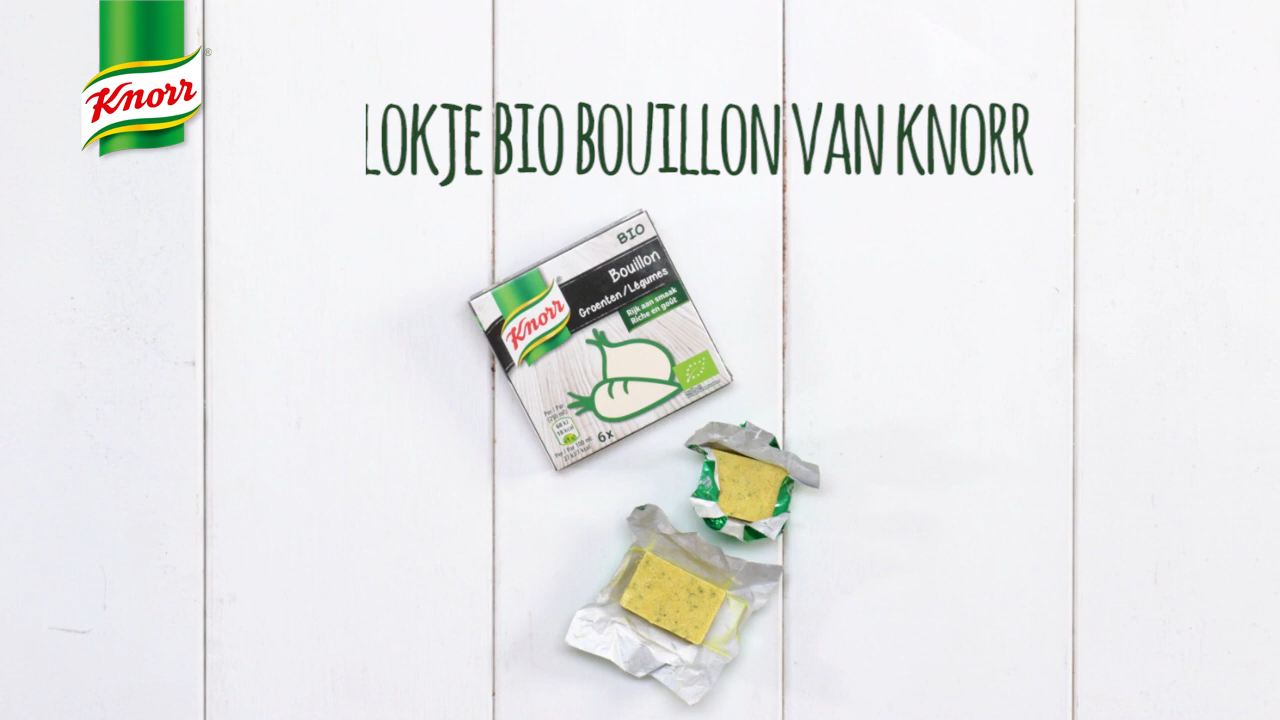 Knorr®
LOKJE BIO BOUILLON VAN KNORR
BIO
Bouillon
Groenten/Légumes
Rijk aan smaak
Riche en goût
Knorr®
6x